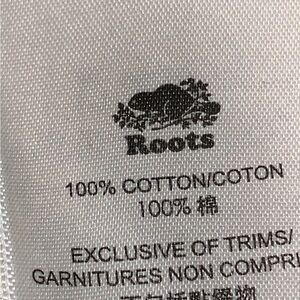 Roots
100% COTTON/COTON
100% 棉
EXCLUSIVE OF TRIMS/
GARNITURES NON COMPRI